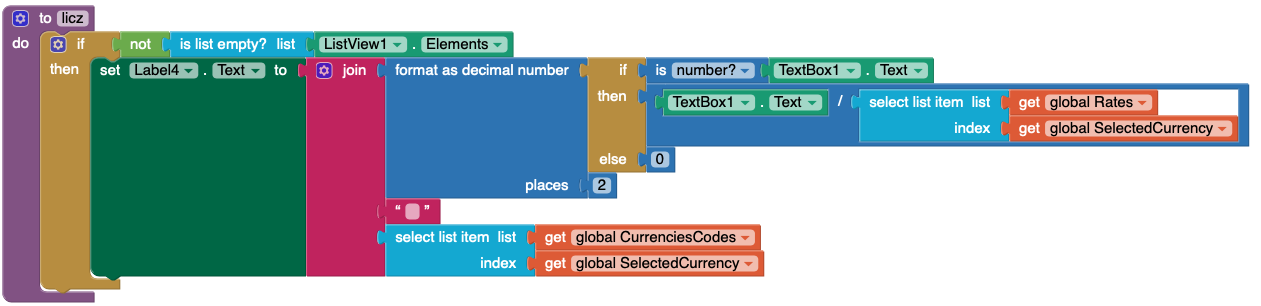 to licz
do if not is list empty? list ListView1 . Elements
then set Label4 . Text to join format as decimal number if is number? TextBox1 . Text
then TextBox1 . Text / select list item list get global Rates
index get global SelectedCurrency
else 0
places 2
“ ”
select list item list get global CurrenciesCodes
index get global SelectedCurrency